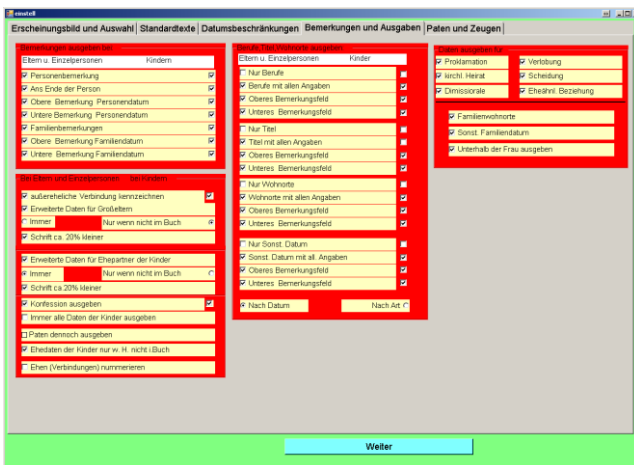 einstell
Erscheinungsbild und Auswahl Standardtexte Datumsbeschränkungen Bemerkungen und Ausgaben Paten und Zeugen
Bemerkungen ausgeben bei
Eltern u. Einzelpersonen Kindern
Personenbemerkung
Ans Ende der Person
Obere Bemerkung Personendatum
Untere Bemerkung Personendatum
Familienbemerkungen
Obere Bemerkung Familiendatum
Untere Bemerkung Familiendatum
Bei Eltern und Einzelpersonen Bei Kindern
außereheliche Verbindung kennzeichnen
Erweiterte Daten für Großeltern
Immer Nur wenn nicht im Buch
Schrift ca. 20% kleiner
Erweiterte Daten für Ehepartner der Kinder
Immer Nur wenn nicht im Buch
Schrift ca.20% kleiner
Konfession ausgeben
Immer alle Daten der Kinder ausgeben
Paten dennoch ausgeben
Ehedaten der Kinder nur w. H. nicht i.Buch
Ehen (Verbindungen) nummerieren
Berufe,Titel,Wohnorte ausgeben
Eltern u. Einzelpersonen Kinder
Nur Berufe
Berufe mit allen Angaben
Oberes Bemerkungsfeld
Unteres Bemerkungsfeld
Nur Titel
Titel mit allen Angaben
Oberes Bemerkungsfeld
Unteres Bemerkungsfeld
Nur Wohnorte
Wohnorte mit allen Angaben
Oberes Bemerkungsfeld
Unteres Bemerkungsfeld
Nur Sonst. Datum
Sonst. Datum mit all. Angaben
Oberes Bemerkungsfeld
Unteres Bemerkungsfeld
Nach Datum Nach Art
Daten ausgeben für
Proklamation Verlobung
kirchl. Heirat Scheidung
Dimissorale Eheähnl. Beziehung
Familienwohnorte
Sonst. Familiendatum
Unterhalb der Frau ausgeben
Weiter